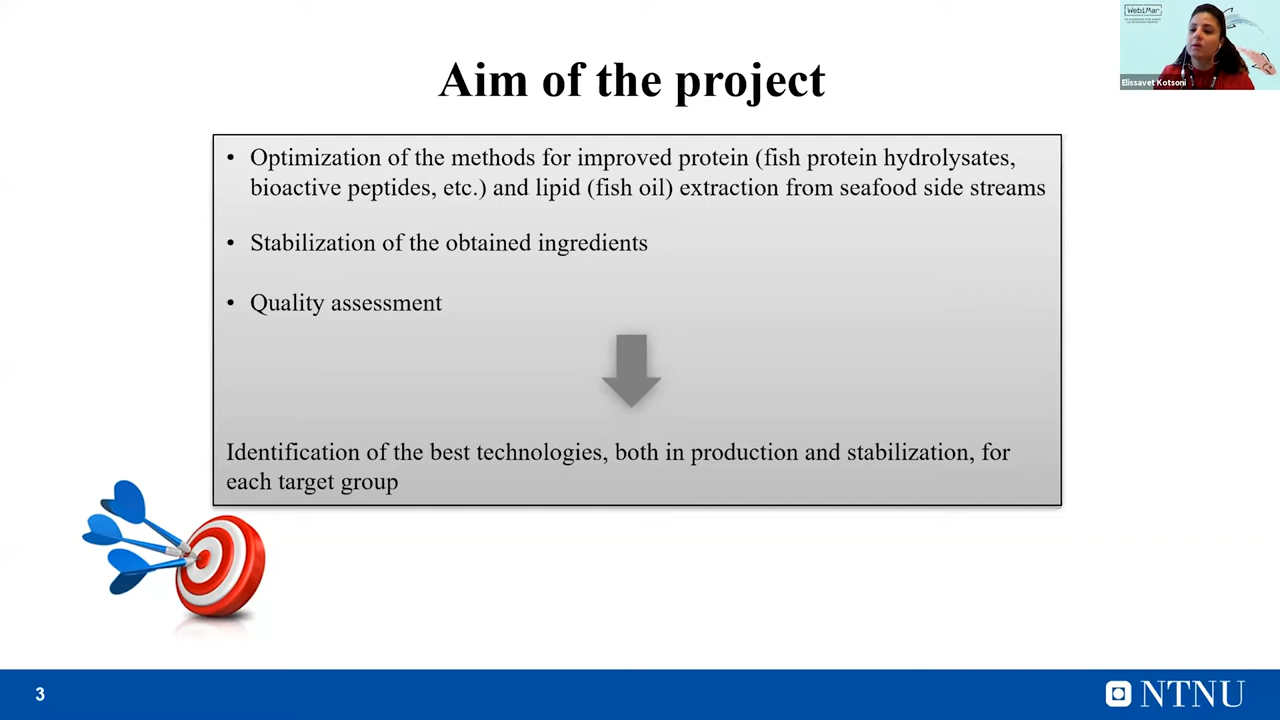 WebiMar
Elissavet Kotsoni
Aim of the project
• Optimization of the methods for improved protein (fish protein hydrolysates,
bioactive peptides, etc.) and lipid (fish oil) extraction from seafood side streams
• Stabilization of the obtained ingredients
• Quality assessment
Identification of the best technologies, both in production and stabilization, for
each target group
3
NTNU